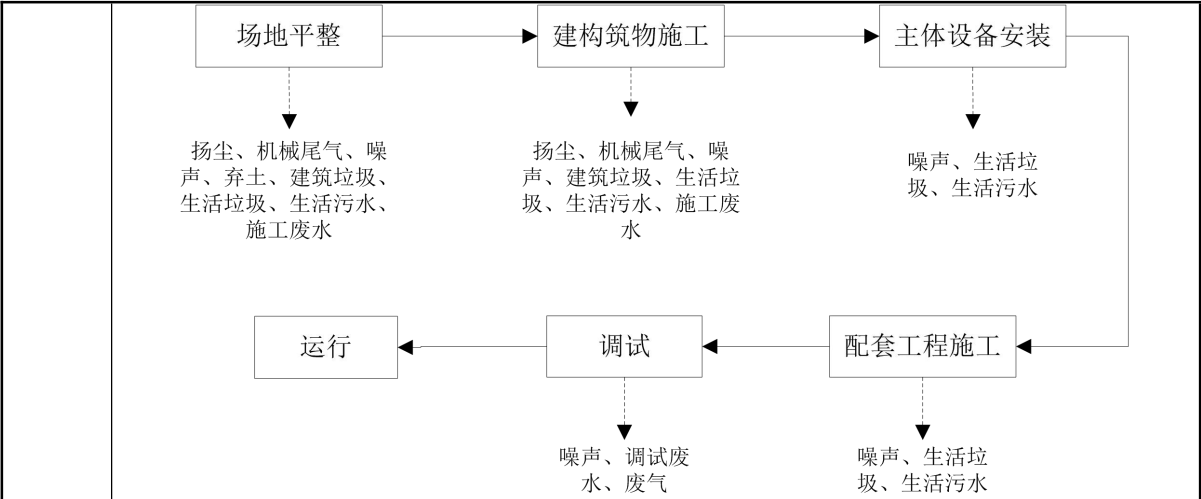 场地平整
建构筑物施工
主体设备安装
扬尘、机械尾气、噪
声、弃土、建筑垃圾、
生活垃圾、生活污水、
施工废水
扬尘、机械尾气、噪
声、建筑垃圾、生活垃
圾、生活污水、施工废
水
噪声、生活垃
圾、生活污水
运行
调试
配套工程施工
噪声、调试废
水、废气
噪声、生活垃
圾、生活污水